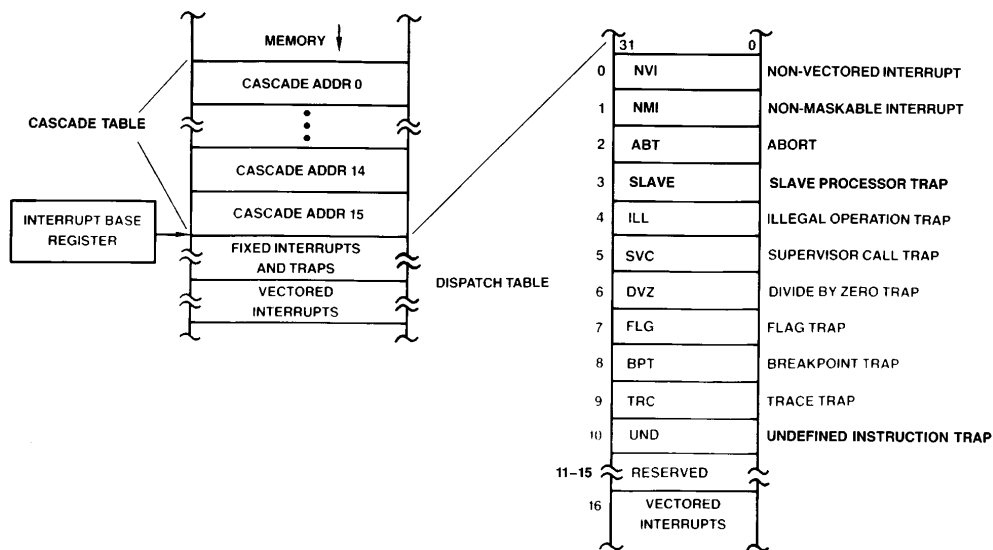 MEMORY
CASCADE ADDR 0
CASCADE TABLE
CASCADE ADDR 14
CASCADE ADDR 15
INTERRUPT BASE
REGISTER
FIXED INTERRUPTS
AND TRAPS
VECTORED
INTERRUPTS
DISPATCH TABLE
31 0
0 NVI NON-VECTORED INTERRUPT
1 NMI NON-MASKABLE INTERRUPT
2 ABT ABORT
3 SLAVE SLAVE PROCESSOR TRAP
4 ILL ILLEGAL OPERATION TRAP
5 SVC SUPERVISOR CALL TRAP
6 DVZ DIVIDE BY ZERO TRAP
7 FLG FLAG TRAP
8 BPT BREAKPOINT TRAP
9 TRC TRACE TRAP
10 UND UNDEFINED INSTRUCTION TRAP
11–15 RESERVED
16 VECTORED
INTERRUPTS